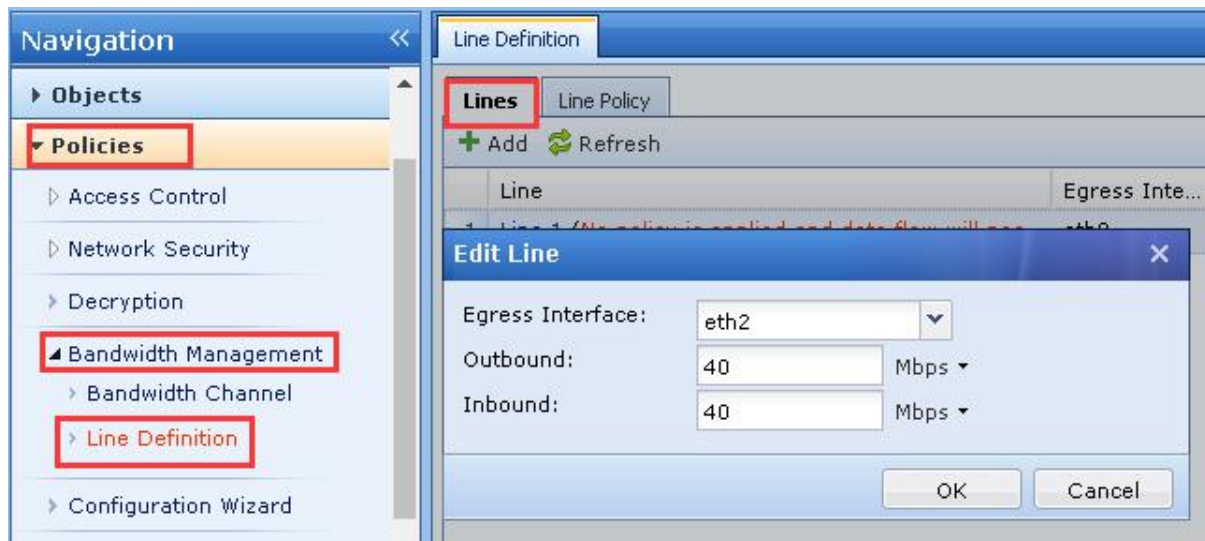 Navigation
Objects
Policies
Access Control
Network Security
Decryption
Bandwidth Management
Bandwidth Channel
Line Definition
Configuration Wizard
Line Definition
Lines
Line Policy
Add
Refresh
Line
Egress Inte...
Edit Line
Egress Interface:
eth2
Outbound:
40
Mbps
Inbound:
40
Mbps
OK
Cancel